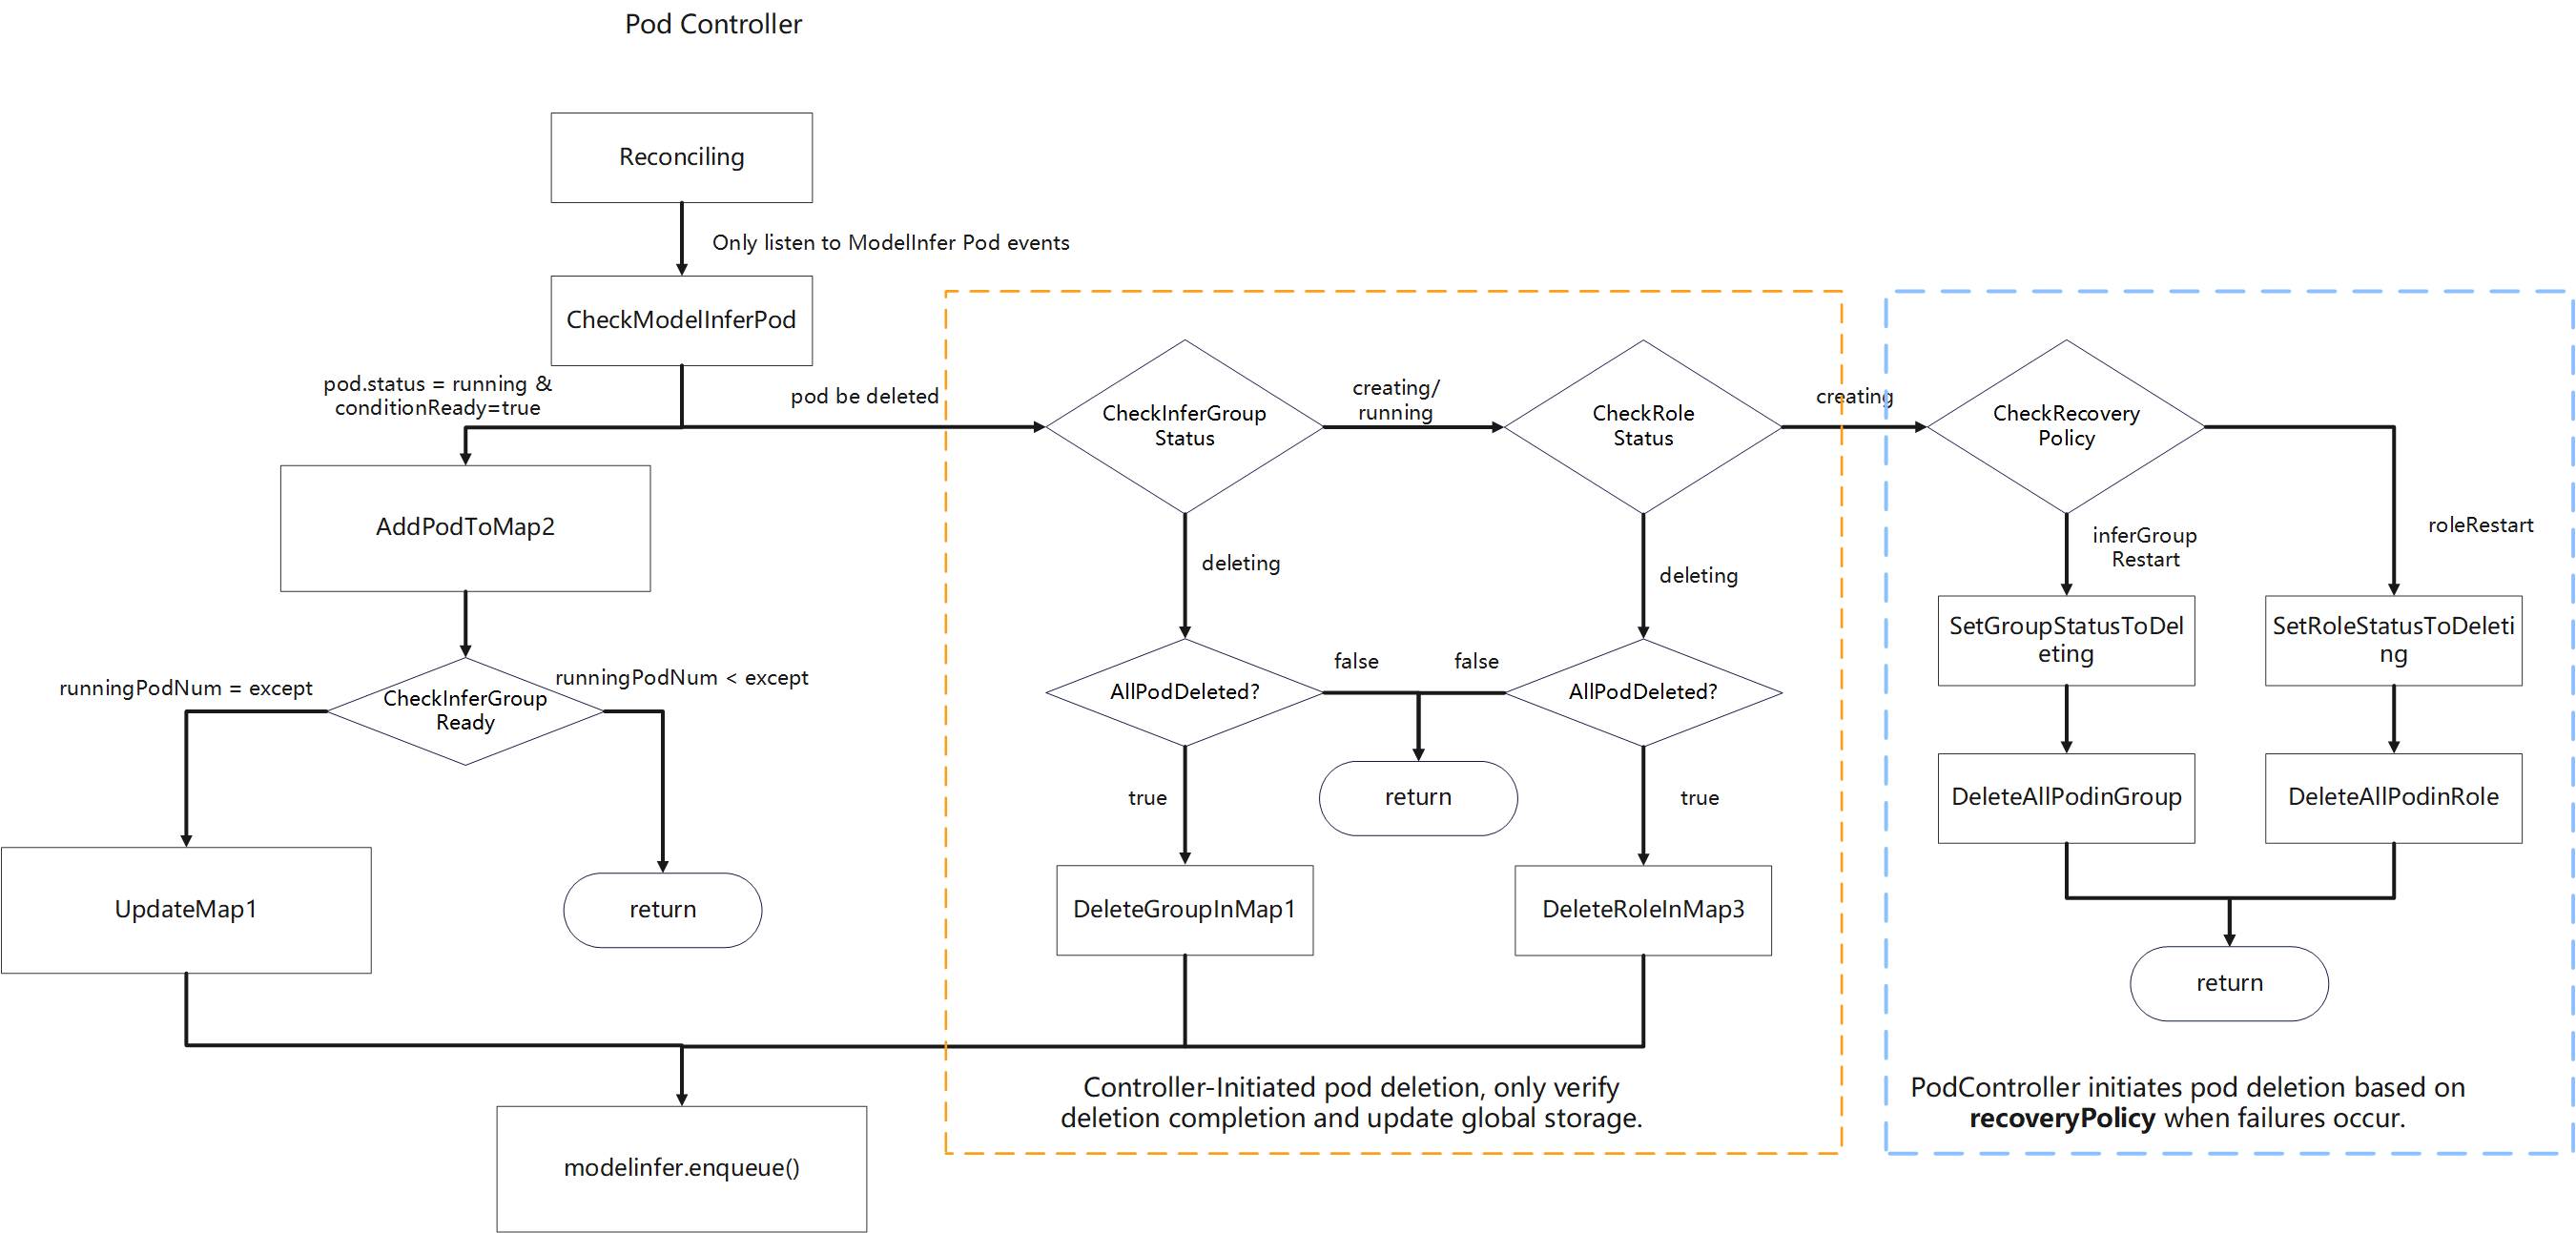 Pod Controller
Reconciling
Only listen to ModelInfer Pod events
CheckModelInferPod
pod.status = running &
conditionReady=true
pod be deleted
CheckInferGroup
Status
creating/
running
CheckRole
Status
creating
CheckRecovery
Policy
AddPodToMap2
deleting
deleting
inferGroup
Restart
roleRestart
SetGroupStatusToDel
eting
SetRoleStatusToDeleti
ng
runningPodNum = except
CheckInferGroup
Ready
runningPodNum < except
AllPodDeleted?
false
false
AllPodDeleted?
true
return
true
DeleteAllPodinGroup
DeleteAllPodinRole
UpdateMap1
return
DeleteGroupInMap1
DeleteRoleInMap3
return
Controller-Initiated pod deletion, only verify
deletion completion and update global storage.
PodController initiates pod deletion based on
recoveryPolicy when failures occur.
modelinfer.enqueue()